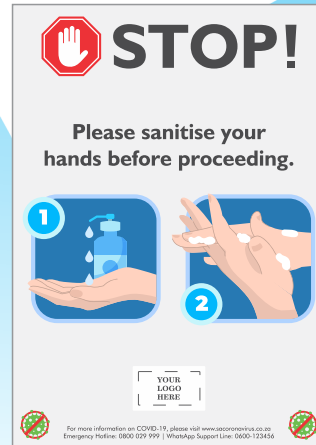 STOP!
Please sanitise your
hands before proceeding.
1
2
YOUR
LOGO
HERE
For more information on COVID-19, please visit www.sacoronavirus.co.za
Emergency Hotline: 0800 029 999 | WhatsApp Support Line: 0600-123456